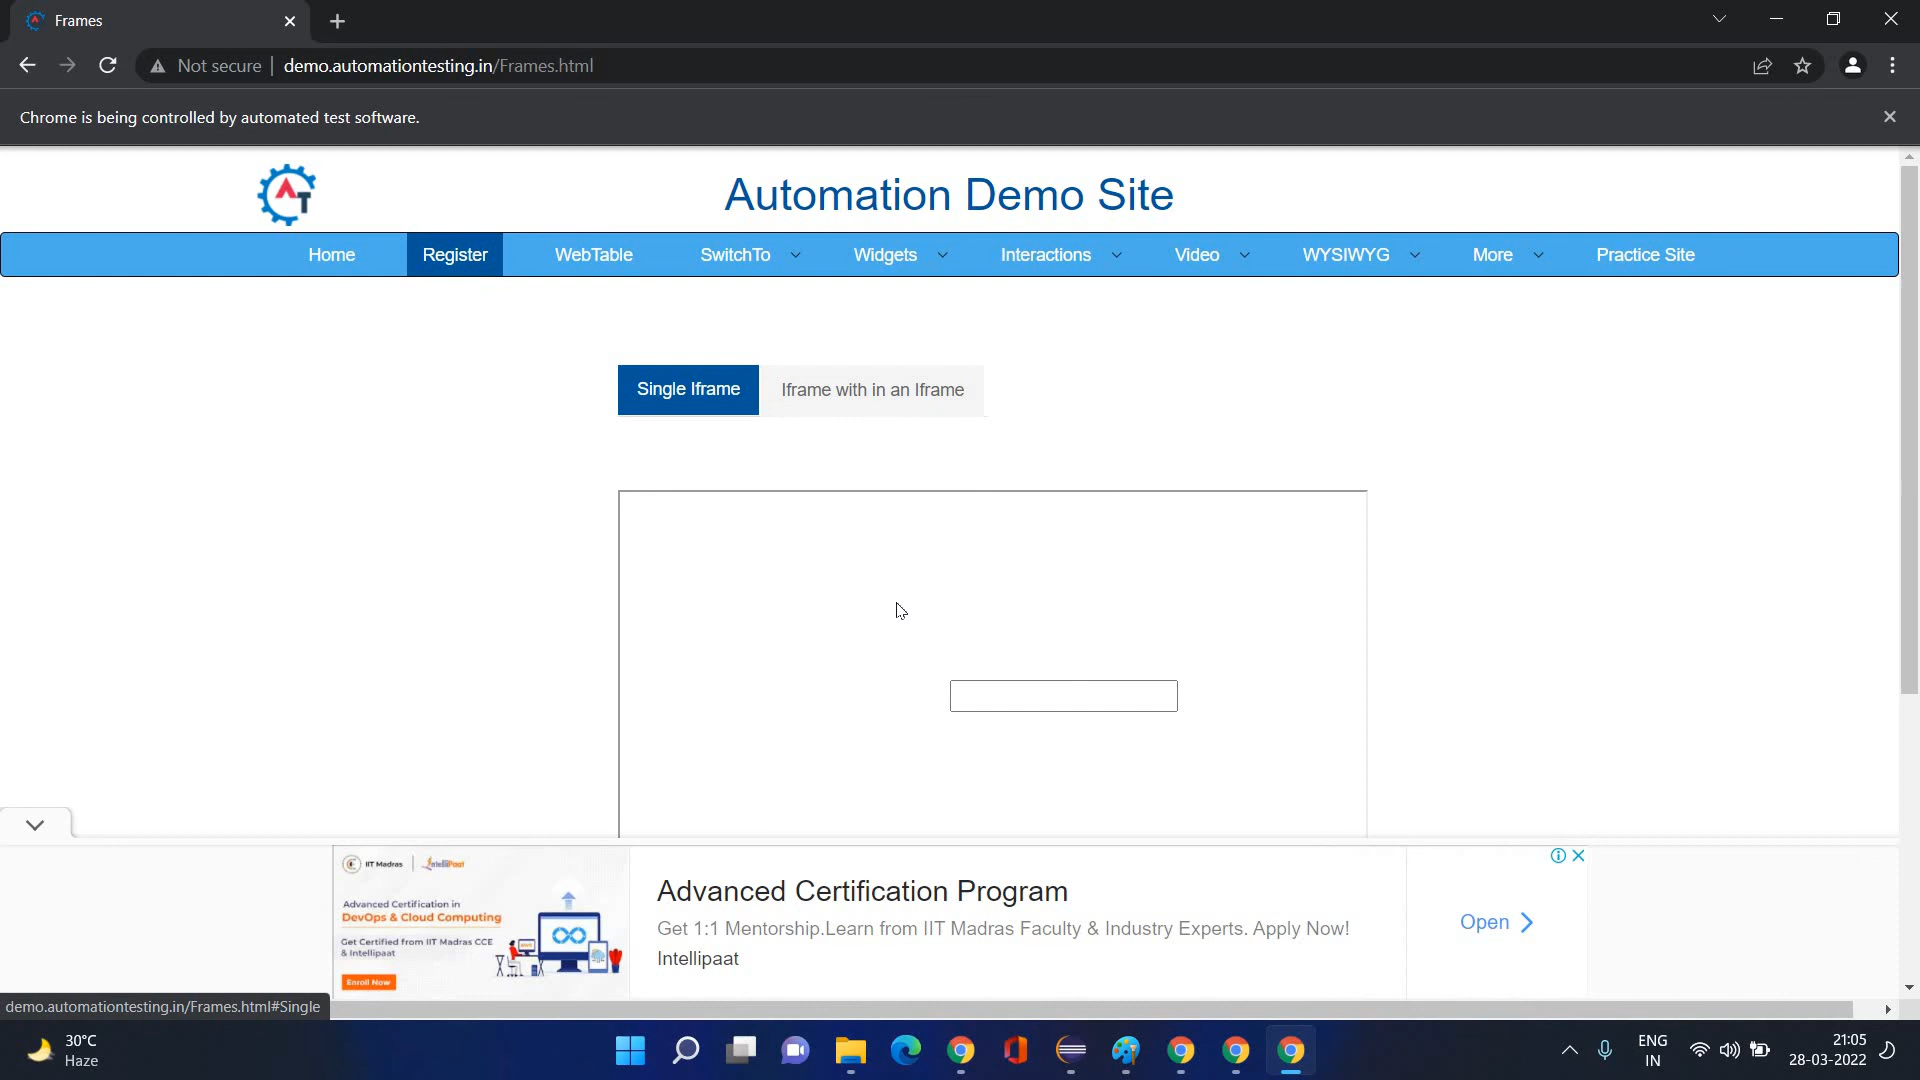 Frames
Not secure | demo.automationtesting.in/Frames.html
Chrome is being controlled by automated test software.
AT
Automation Demo Site
Home Register WebTable SwitchTo Widgets Interactions Video WYSIWYG More Practice Site
Single Iframe Iframe with in an Iframe
IIT Madras | IntelliPaat
Advanced Certification in
DevOps & Cloud Computing
Get Certified from IIT Madras CCE
& Intellipaat
Enroll Now
Advanced Certification Program
Get 1:1 Mentorship.Learn from IIT Madras Faculty & Industry Experts. Apply Now!
Intellipaat
Open
demo.automationtesting.in/Frames.html#Single
30°C
Haze
ENG
IN
21:05
28-03-2022